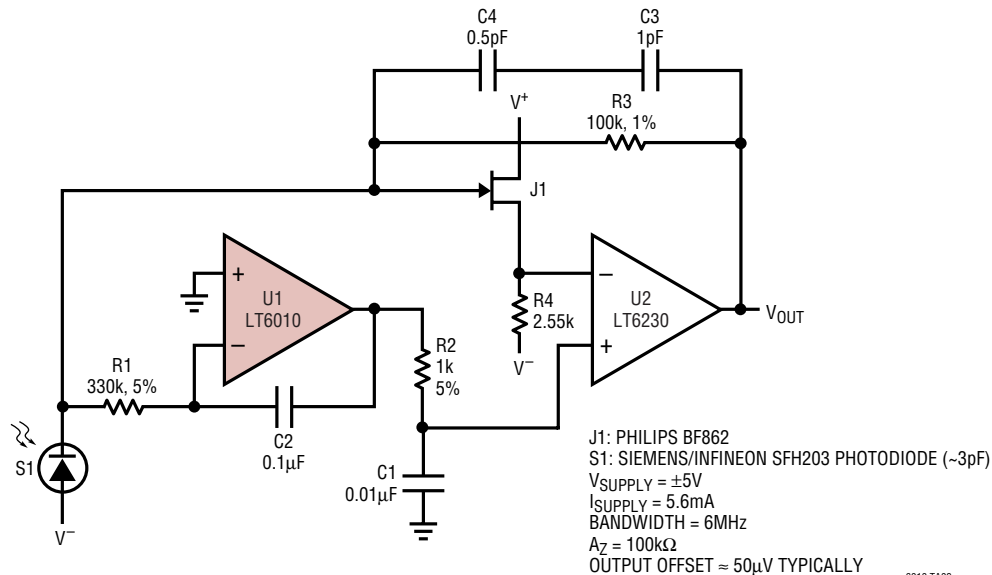 C4
0.5pF
C3
1pF
V+
R3
100k, 1%
J1
+
U1
LT6010
–
–
U2
LT6230
+
VOUT
R4
2.55k
V–
R1
330k, 5%
R2
1k
5%
C2
0.1µF
S1
V–
C1
0.01µF
J1: PHILIPS BF862
S1: SIEMENS/INFINEON SFH203 PHOTODIODE (~3pF)
VSUPPLY = ±5V
ISUPPLY = 5.6mA
BANDWIDTH = 6MHz
AZ = 100kΩ
OUTPUT OFFSET ≈ 50µV TYPICALLY